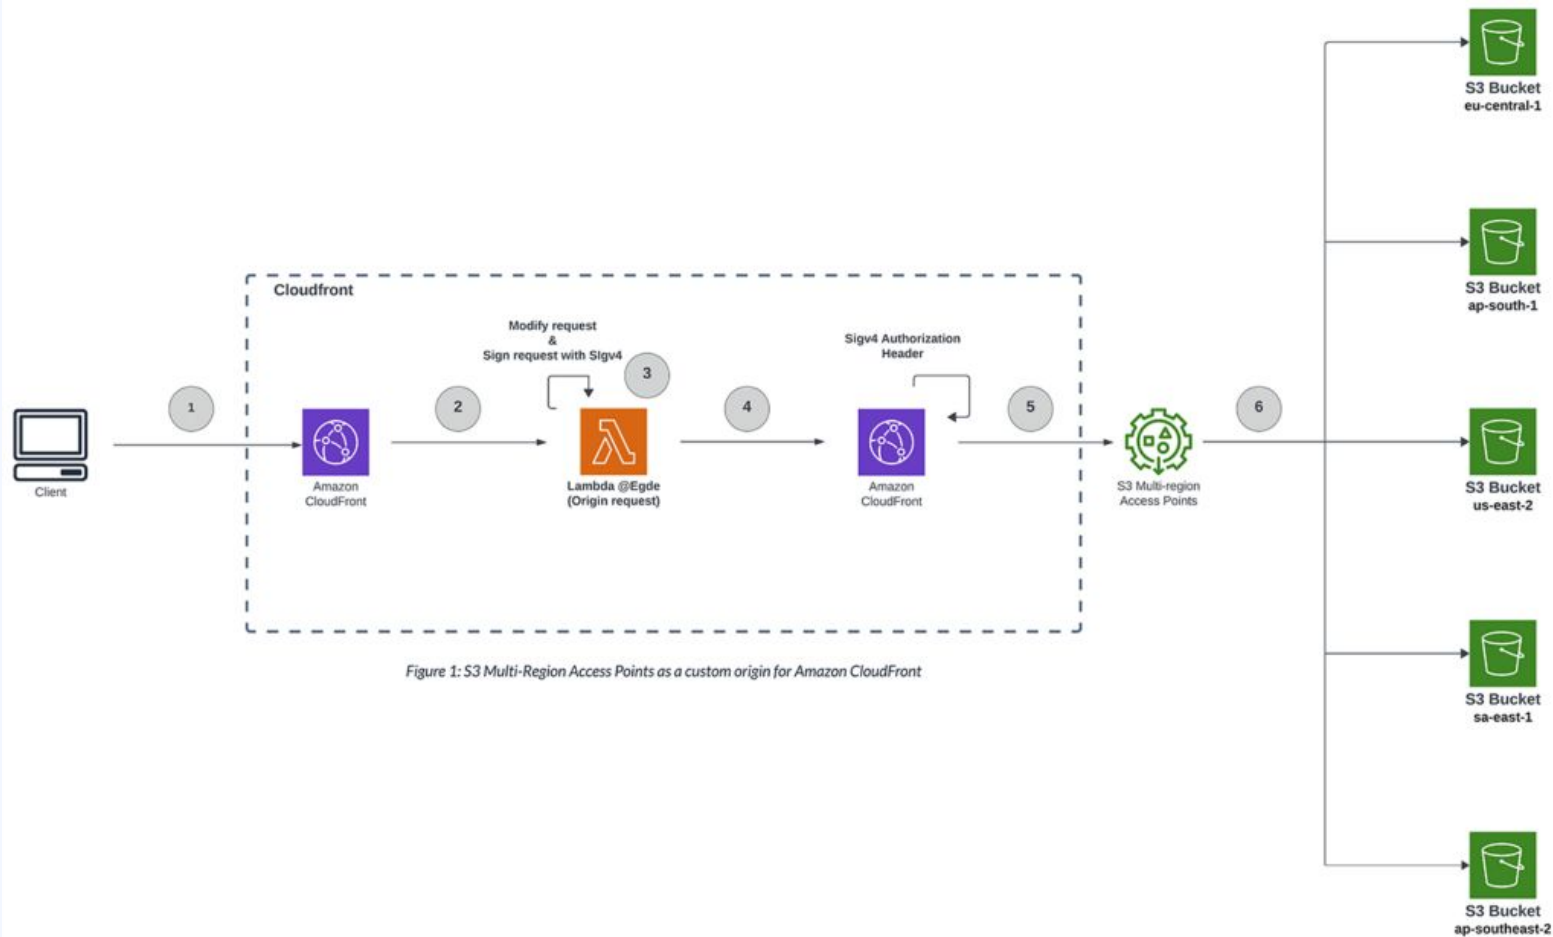 S3 Bucket
eu-central-1
S3 Bucket
ap-south-1
Cloudfront
Modify request
&
Sign request with SIgv4
3
Sigv4 Authorization
Header
1
2
4
5
6
Client
Amazon
CloudFront
Lambda @Egde
(Origin request)
Amazon
CloudFront
S3 Multi-region
Access Points
S3 Bucket
us-east-2
Figure 1: S3 Multi-Region Access Points as a custom origin for Amazon CloudFront
S3 Bucket
sa-east-1
S3 Bucket
ap-southeast-2